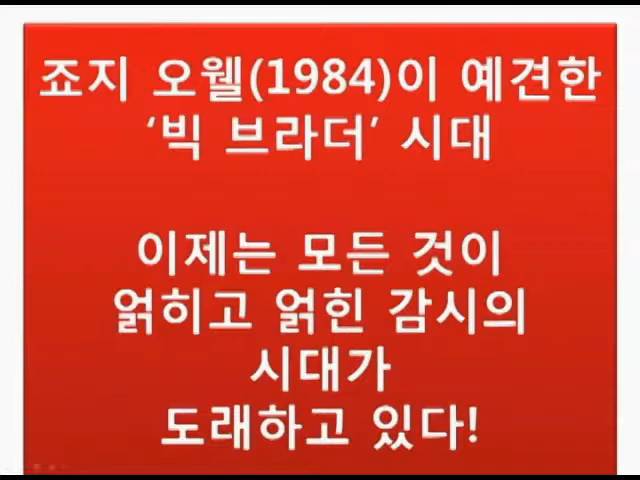 죠지 오웰(1984)이 예견한
‘빅 브라더’ 시대
이제는 모든 것이
얽히고 얽힌 감시의
시대가
도래하고 있다!